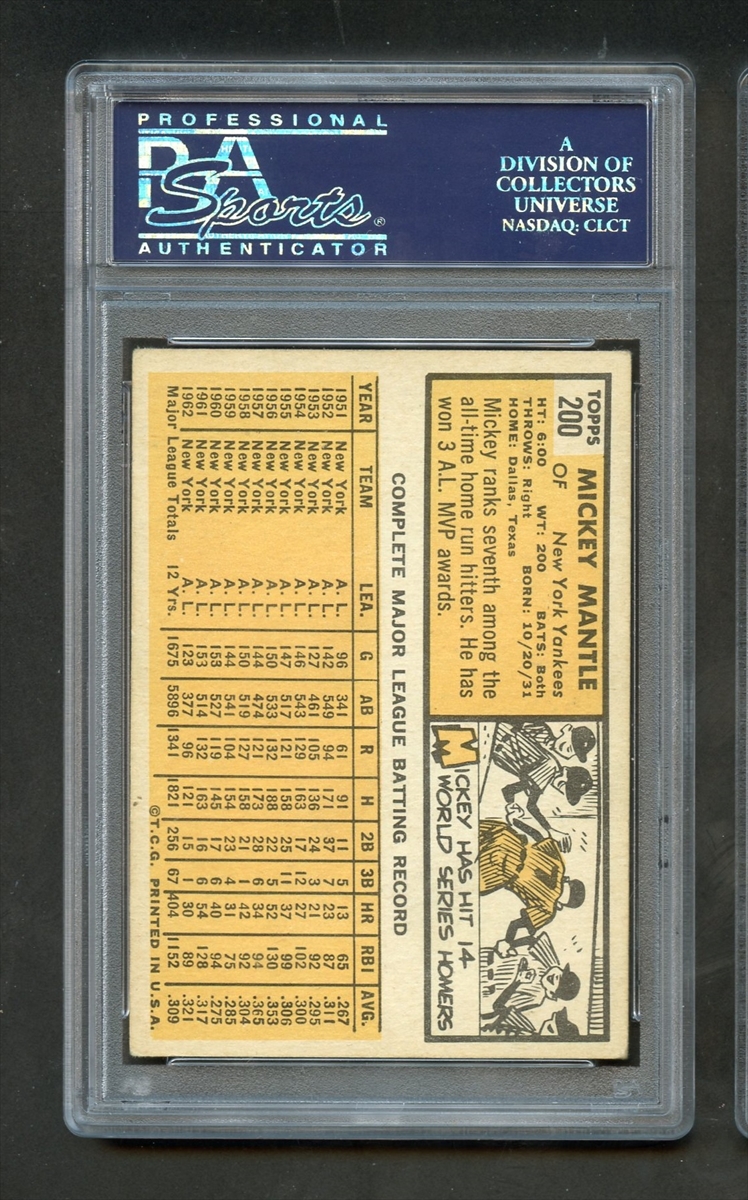 PROFESSIONAL
PSA
Sports ®
AUTHENTICATOR
A
DIVISION OF
COLLECTORS
UNIVERSE
NASDAQ: CLCT
TOPPS
200
MICKEY MANTLE
OF New York Yankees
HT: 6:00 WT: 200 BATS: Both
THROWS: Right BORN: 10/20/31
HOME: Dallas, Texas
Mickey ranks seventh among the
all-time home run hitters. He has
won 3 A.L. MVP awards.
7
MICKEY HAS HIT 14
WORLD SERIES HOMERS
COMPLETE MAJOR LEAGUE BATTING RECORD
YEAR TEAM LEA. G AB R H 2B 3B HR RBI AVG.
1951 New York A. L. 96 341 61 91 11 5 13 65 .267
1952 New York A. L. 142 549 94 171 37 7 23 87 .311
1953 New York A. L. 127 461 105 136 24 3 21 92 .295
1954 New York A. L. 146 543 129 163 17 12 27 102 .300
1955 New York A. L. 147 517 121 158 25 11 37 99 .306
1956 New York A. L. 150 533 132 188 22 5 52 130 .353
1957 New York A. L. 144 474 121 173 28 6 34 94 .365
1958 New York A. L. 150 519 127 158 21 1 42 92 .304
1959 New York A. L. 144 541 104 154 23 4 31 75 .285
1960 New York A. L. 153 527 119 145 17 6 40 94 .275
1961 New York A. L. 153 514 132 163 16 6 54 128 .317
1962 New York A. L. 123 377 96 121 15 1 30 89 .321
Major League Totals 12 Yrs. 1675 5896 1341 1821 256 67 404 1152 .309
©T.C.G. PRINTED IN U.S.A.